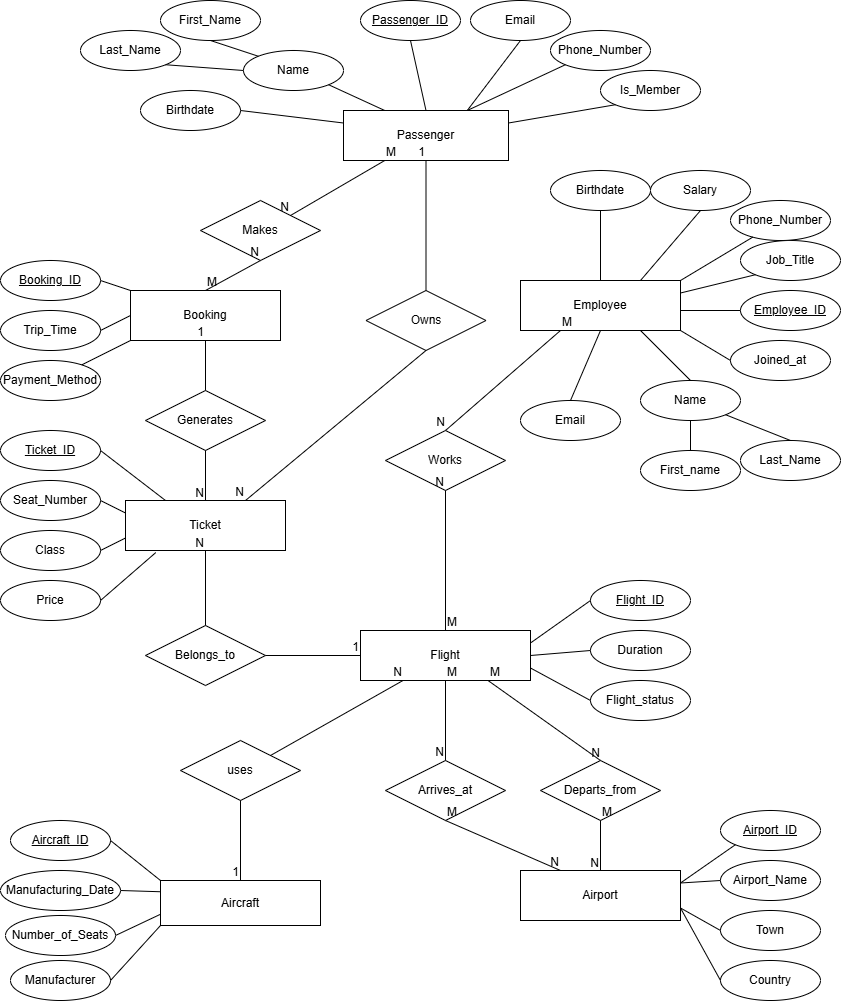 First_Name
Passenger_ID
Email
Last_Name
Name
Phone_Number
Is_Member
Birthdate
Passenger
M
1
Birthdate
Salary
Phone_Number
Job_Title
Employee_ID
Joined_at
Employee
M
Name
First_name
Last_Name
Email
N
Makes
N
M
Booking_ID
Trip_Time
Payment_Method
Booking
1
Owns
Generates
N
N
Ticket_ID
Seat_Number
Class
Price
Ticket
N
N
Works
N
M
Belongs_to
1
Flight
N
M
M
Flight_ID
Duration
Flight_status
uses
N
Arrives_at
M
N
Departs_from
M
1
N
N
Aircraft_ID
Manufacturing_Date
Number_of_Seats
Manufacturer
Aircraft
Airport
Airport_ID
Airport_Name
Town
Country